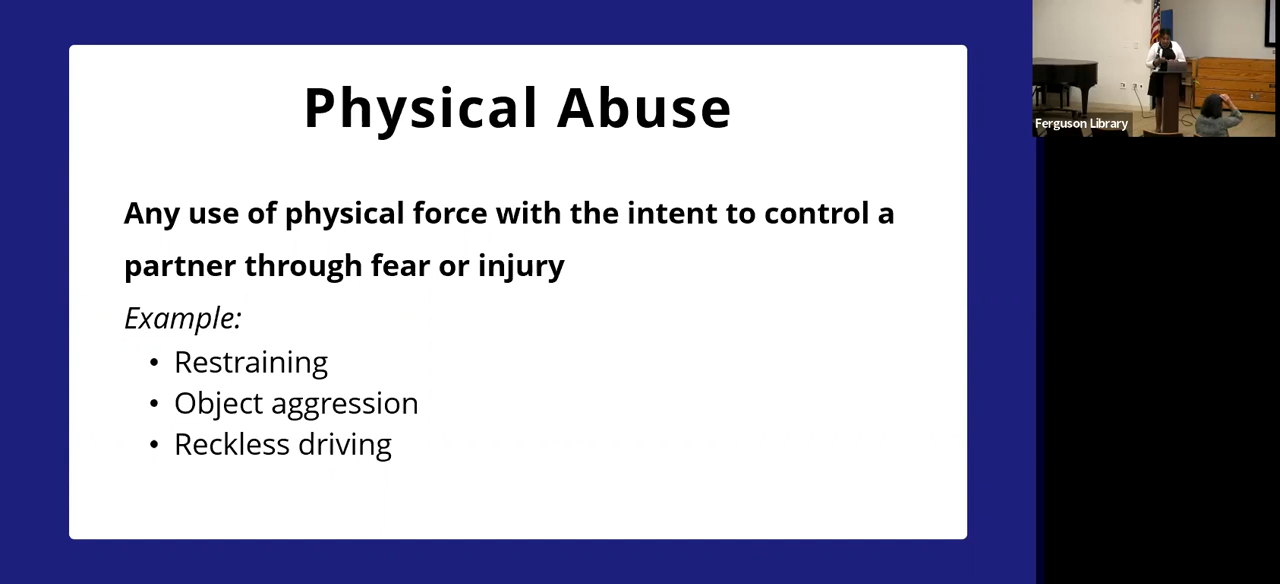 Physical Abuse
Any use of physical force with the intent to control a
partner through fear or injury
Example:
• Restraining
• Object aggression
• Reckless driving
Ferguson Library